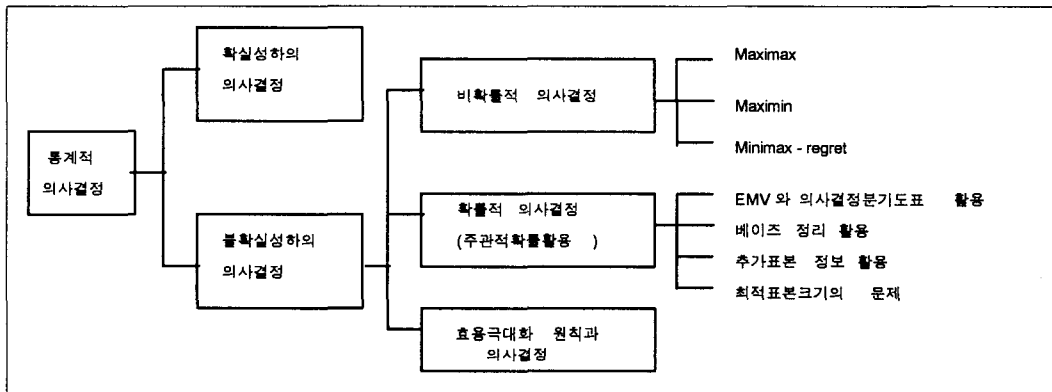 통계적
의사결정
확실성하의
의사결정
불확실성하의
의사결정
비확률적 의사결정
확률적 의사결정
(주관적확률활용 )
효용극대화 원칙과
의사결정
Maximax
Maximin
Minimax - regret
EMV 와 의사결정분기도표 활용
베이즈 정리 활용
추가표본 정보 활용
최적표본크기의 문제